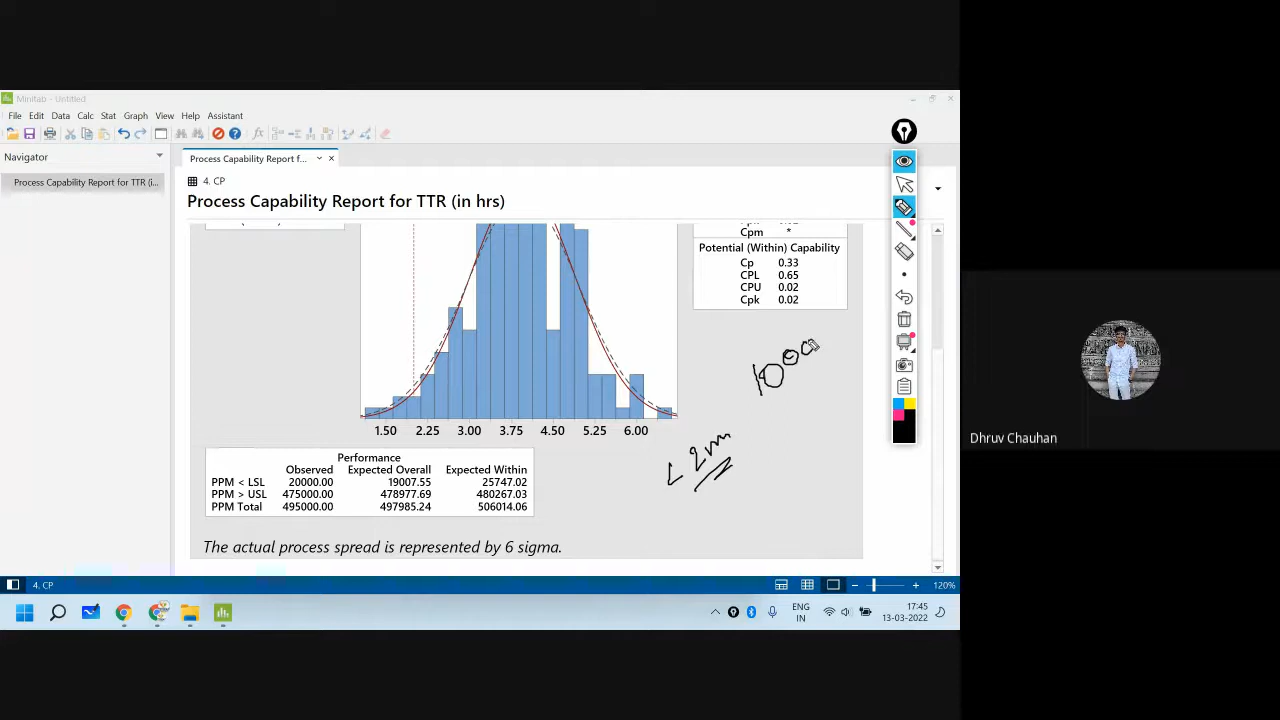 Minitab - Untitled
File Edit Data Calc Stat Graph View Help Assistant
Navigator
Process Capability Report f...
Process Capability Report for TTR (i...
4. CP
Process Capability Report for TTR (in hrs)
Cpm *
Potential (Within) Capability
Cp 0.33
CPL 0.65
CPU 0.02
Cpk 0.02
1.50 2.25 3.00 3.75 4.50 5.25 6.00
Performance
Observed Expected Overall Expected Within
PPM < LSL 20000.00 19007.55 25747.02
PPM > USL 475000.00 478977.69 480267.03
PPM Total 495000.00 497985.24 506014.06
The actual process spread is represented by 6 sigma.
4. CP
120%
ENG
IN
17:45
13-03-2022
Dhruv Chauhan